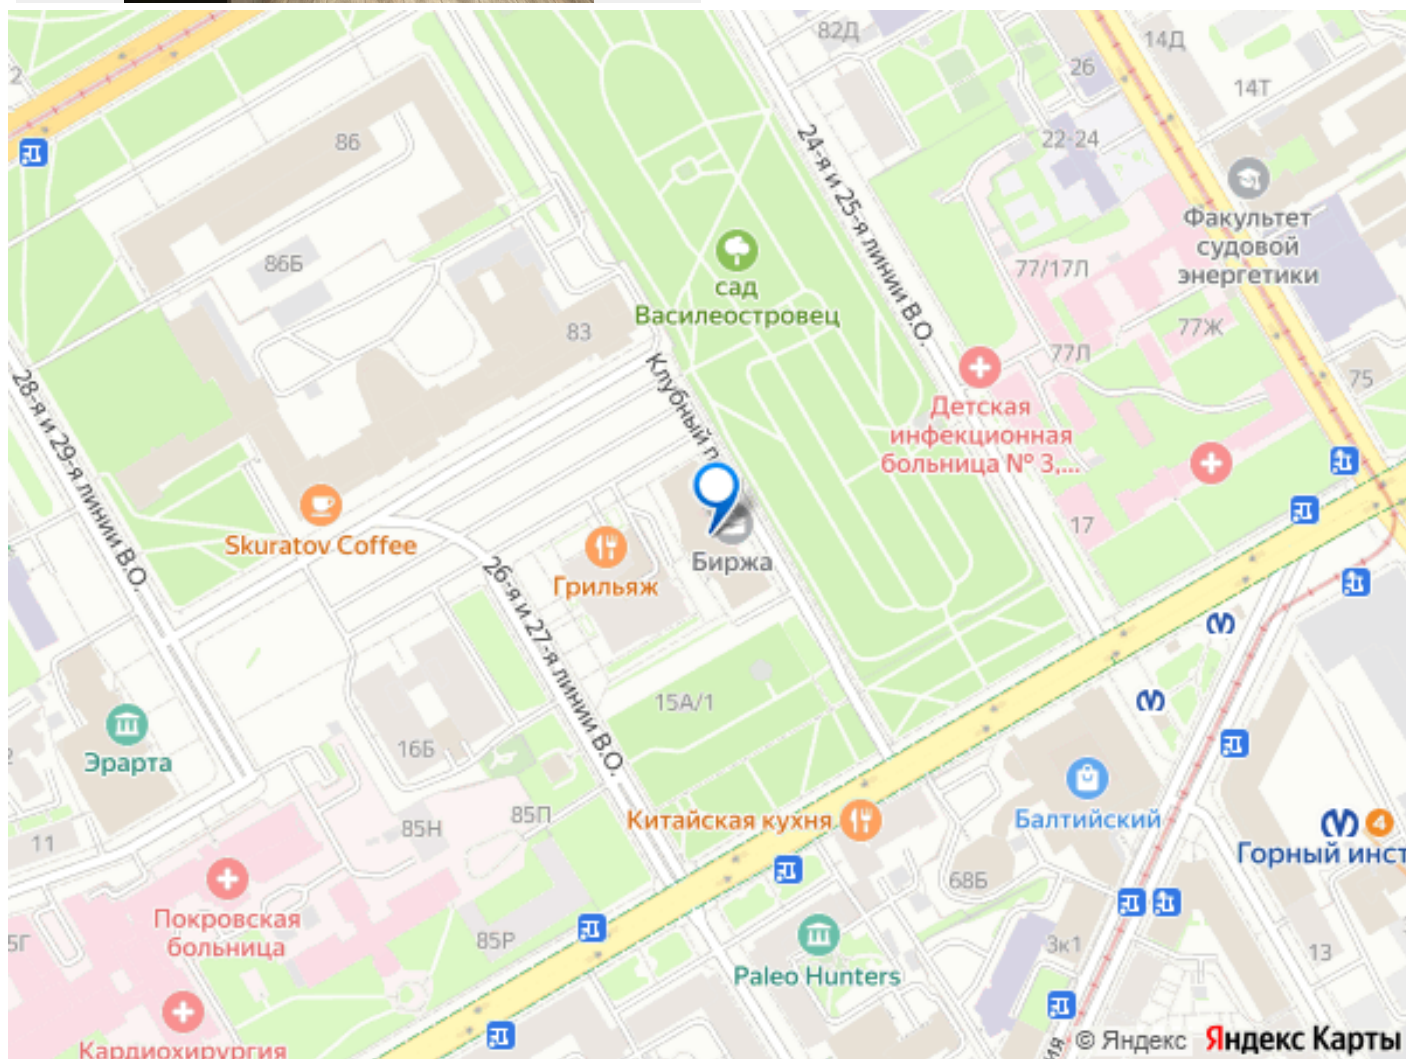 82Д
14Д
2
26
14Т
86
22-24
24-я и 25-я линии В.О.
Факультет
судовой
энергетики
86Б
сад
Василеостровец
77/17Л
77Ж
83
77Л
75
Клубный п
28-я и 29-я линии В.О.
Детская
инфекционная
больница № 3,...
17
Skuratov Coffee
Биржа
Грильяж
26-я и 27-я линии В.О.
15А/1
16Б
Эрарта
Балтийский
Китайская кухня
85П
85Н
11
4
Горный инст
68Б
Покровская
больница
85Р
5Г
3к1
13
Paleo Hunters
Кардиохирургия
ия
© Яндекс Яндекс Карты